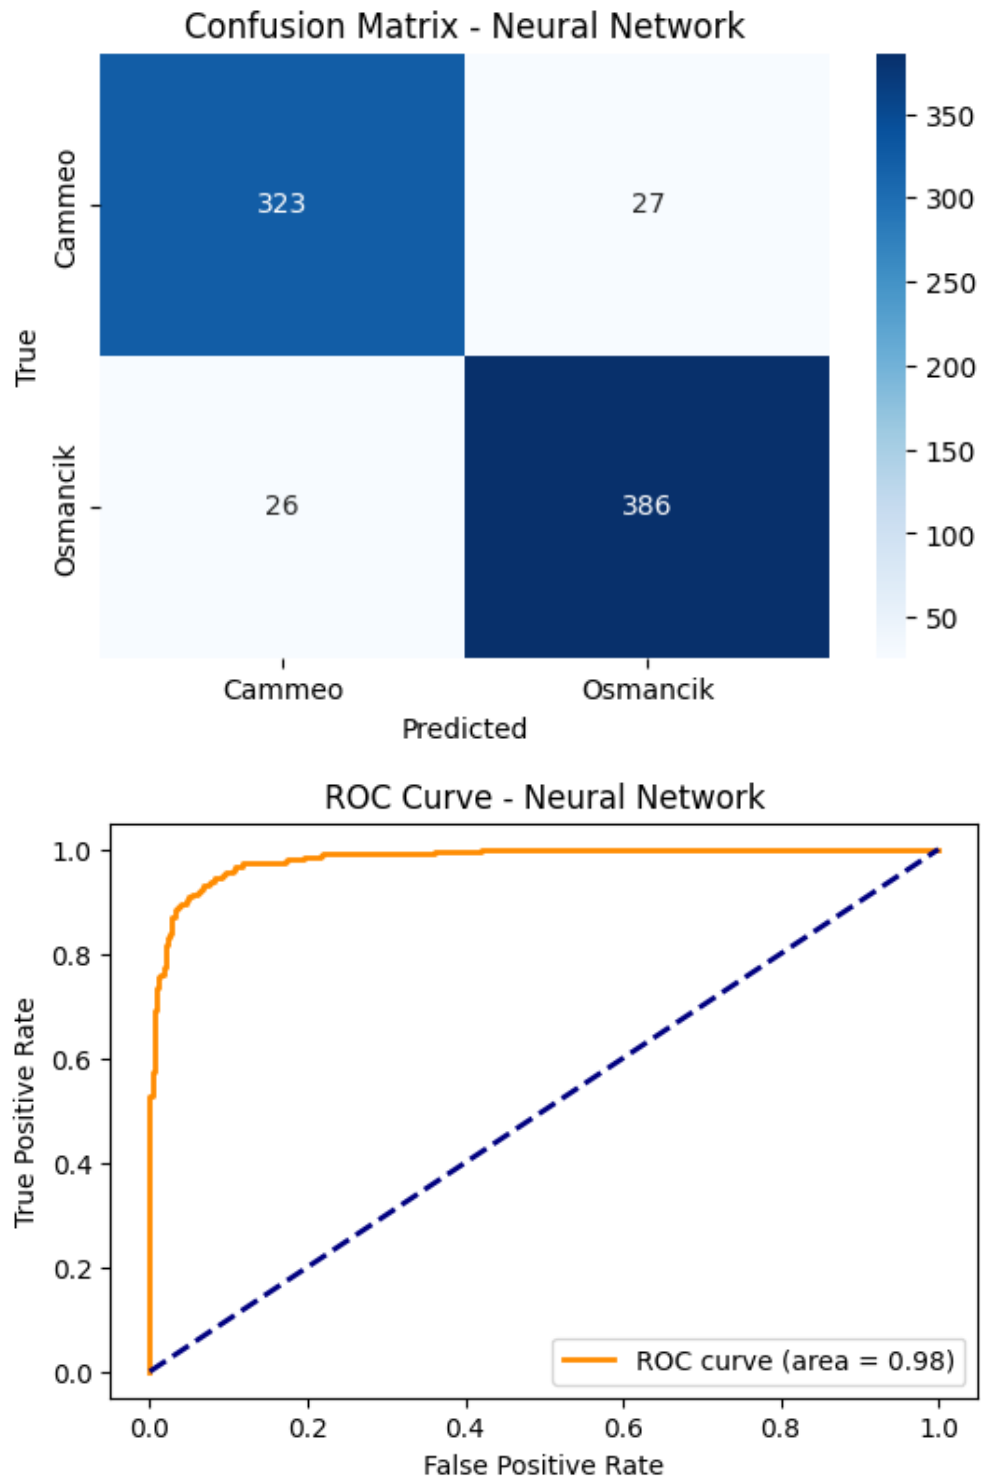 Confusion Matrix - Neural Network
True
Cammeo
323
27
Osmancik
26
386
Cammeo
Osmancik
Predicted
350
300
250
200
150
100
50
ROC Curve - Neural Network
True Positive Rate
1.0
0.8
0.6
0.4
0.2
0.0
ROC curve (area = 0.98)
0.0
0.2
0.4
0.6
0.8
1.0
False Positive Rate